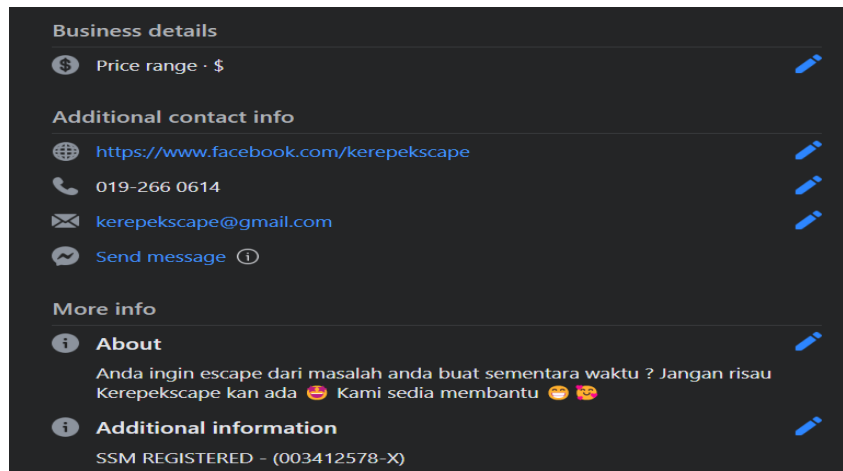 Business details
Price range · $
Additional contact info
https://www.facebook.com/kerepekscape
019-266 0614
kerepekscape@gmail.com
Send message
More info
About
Anda ingin escape dari masalah anda buat sementara waktu ? Jangan risau
Kerepekscape kan ada 🤩 Kami sedia membantu 😁 🥰
Additional information
SSM REGISTERED - (003412578-X)